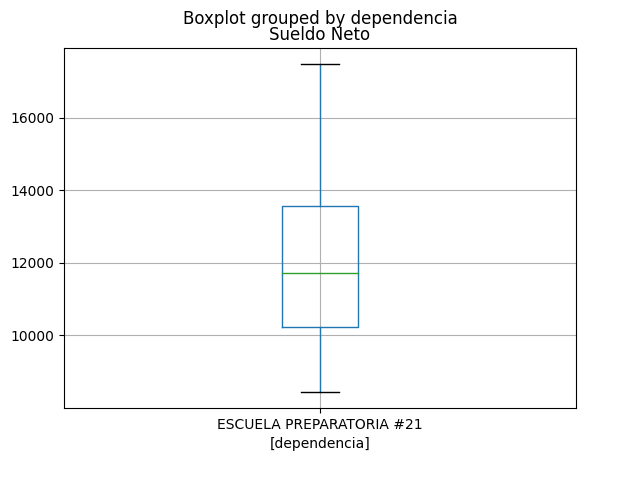 Boxplot grouped by dependencia
Sueldo Neto
16000
14000
12000
10000
ESCUELA PREPARATORIA #21
[dependencia]